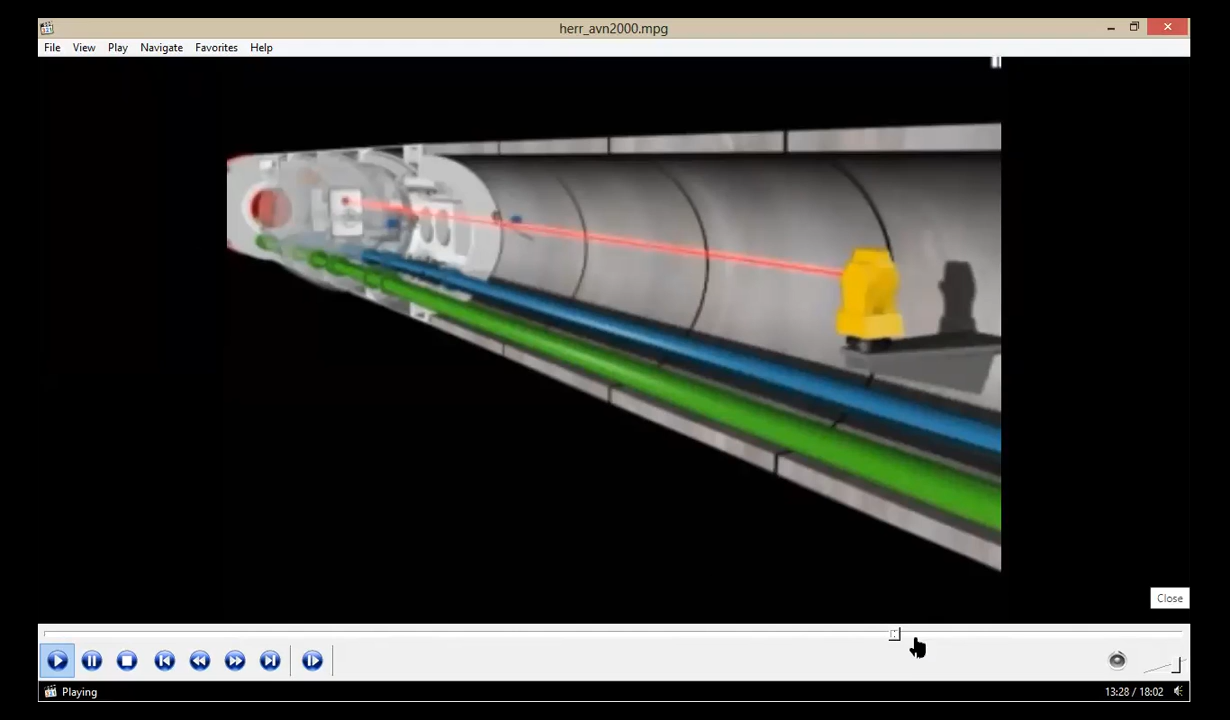 herr_avn2000.mpg
File View Play Navigate Favorites Help
Close
Playing
13:28 / 18:02